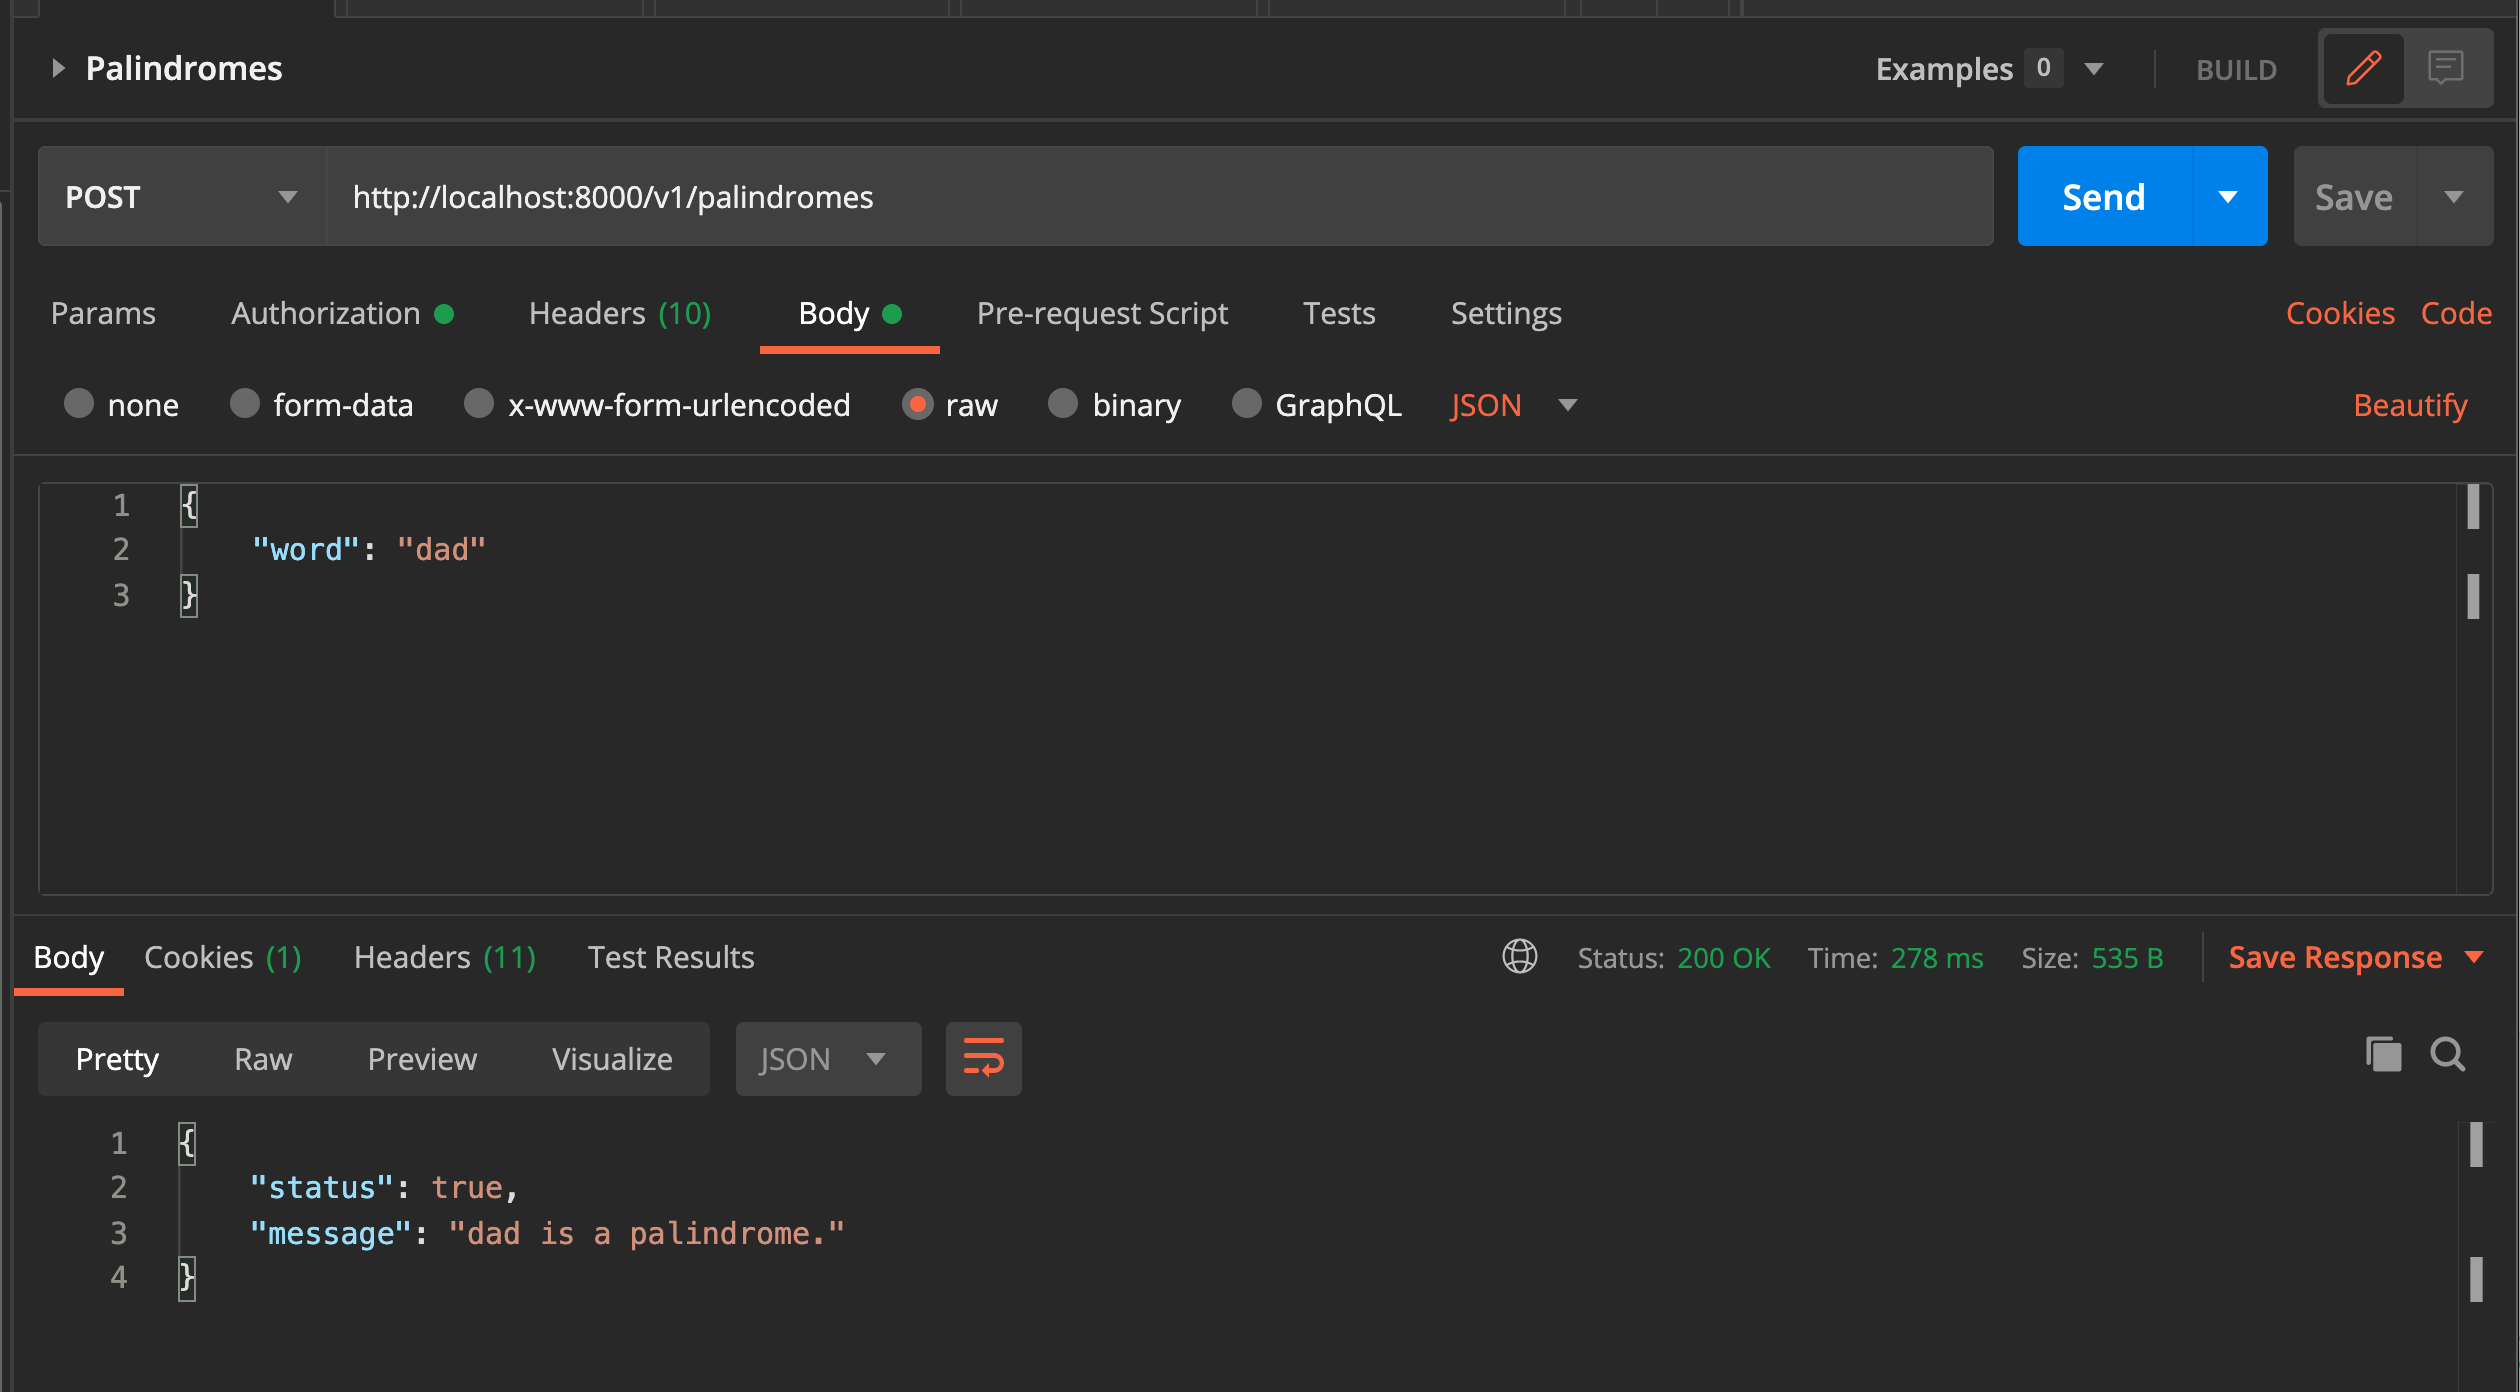 Palindromes Examples 0 BUILD
POST http://localhost:8000/v1/palindromes Send Save
Params Authorization Headers (10) Body Pre-request Script Tests Settings Cookies Code
none form-data x-www-form-urlencoded raw binary GraphQL JSON Beautify
1 {
2 "word": "dad"
3 }
Body Cookies (1) Headers (11) Test Results Status: 200 OK Time: 278 ms Size: 535 B Save Response
Pretty Raw Preview Visualize JSON
1 {
2 "status": true,
3 "message": "dad is a palindrome."
4 }